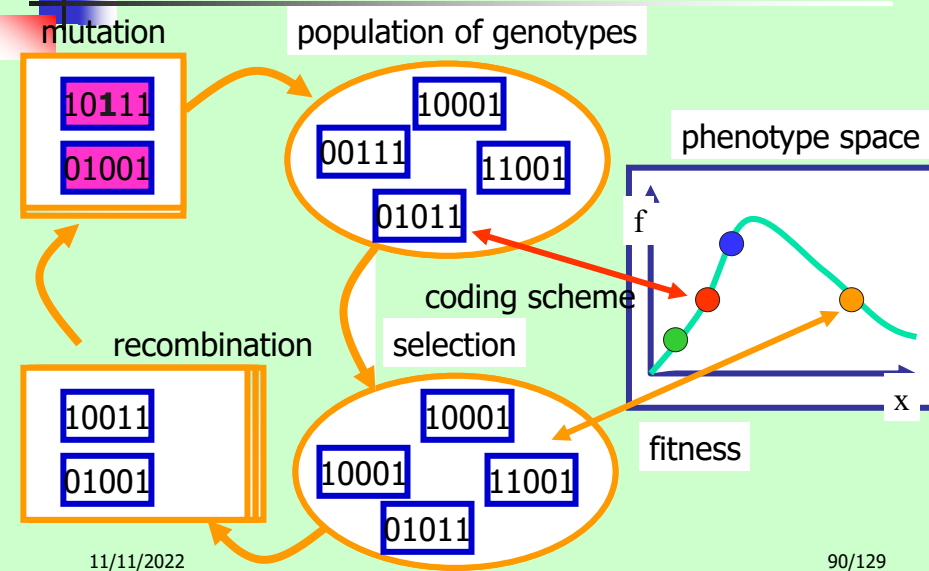 mutation
population of genotypes
10111
01001
10001
00111
11001
01011
phenotype space
f
x
coding scheme
recombination
selection
10011
01001
10001
10001
11001
01011
fitness
11/11/2022
90/129